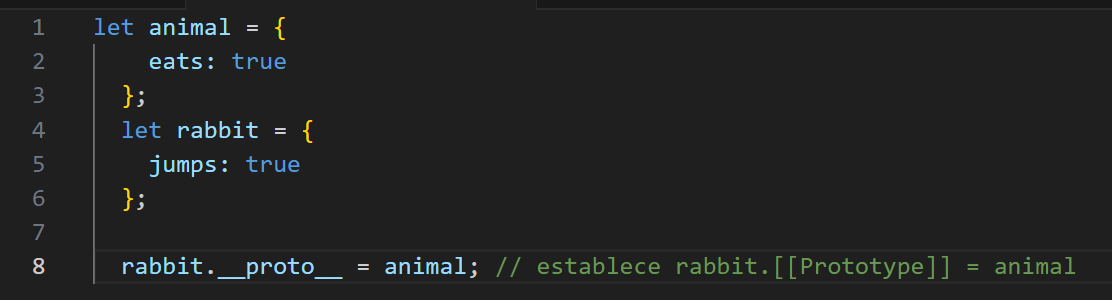 1 let animal = {
2 eats: true
3 };
4 let rabbit = {
5 jumps: true
6 };
7
8 rabbit.__proto__ = animal; // establece rabbit.[[Prototype]] = animal